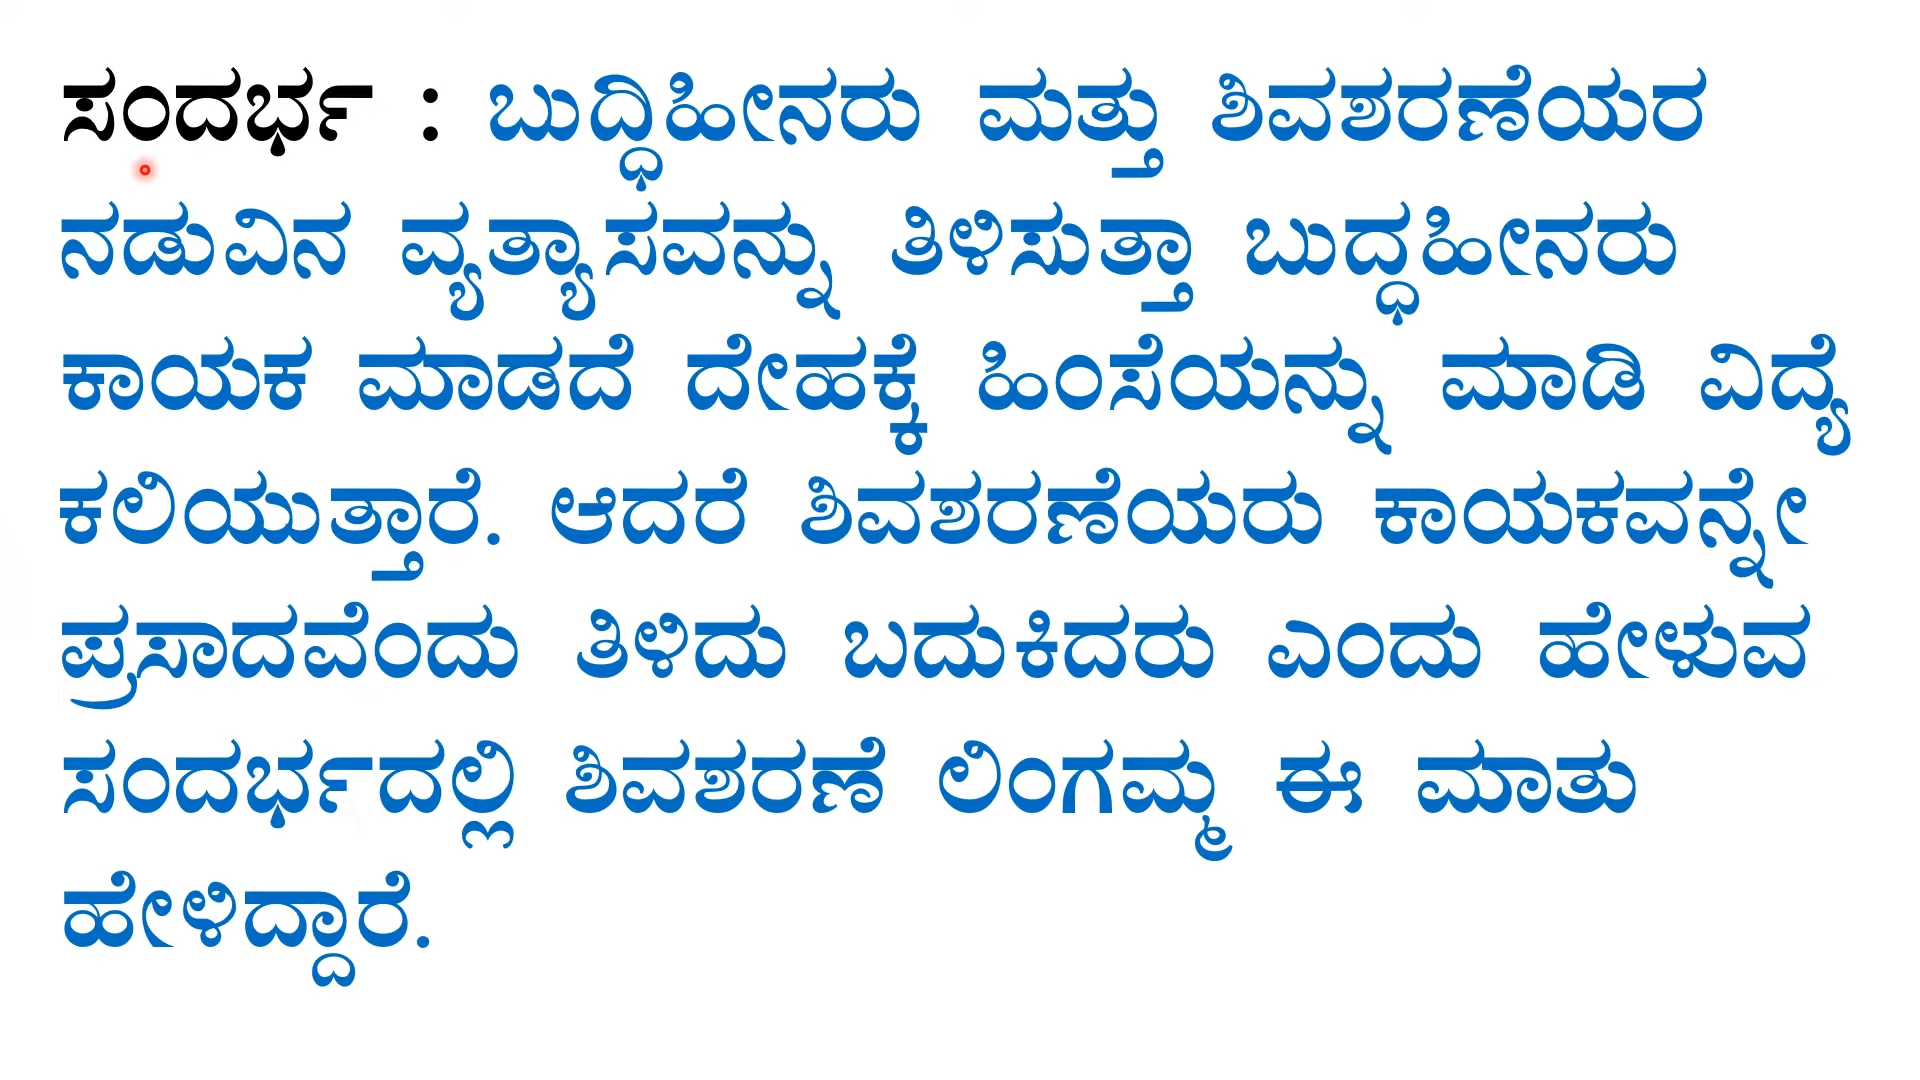 ಸಂದರ್ಭ : ಬುದ್ಧಿಹೀನರು ಮತ್ತು ಶಿವಶರಣೆಯರ
ನಡುವಿನ ವ್ಯತ್ಯಾಸವನ್ನು ತಿಳಿಸುತ್ತಾ ಬುದ್ಧಹೀನರು
ಕಾಯಕ ಮಾಡದೆ ದೇಹಕ್ಕೆ ಹಿಂಸೆಯನ್ನು ಮಾಡಿ ವಿದ್ಯೆ
ಕಲಿಯುತ್ತಾರೆ. ಆದರೆ ಶಿವಶರಣೆಯರು ಕಾಯಕವನ್ನೇ
ಪ್ರಸಾದವೆಂದು ತಿಳಿದು ಬದುಕಿದರು ಎಂದು ಹೇಳುವ
ಸಂದರ್ಭದಲ್ಲಿ ಶಿವಶರಣೆ ಲಿಂಗಮ್ಮ ಈ ಮಾತು
ಹೇಳಿದ್ದಾರೆ.